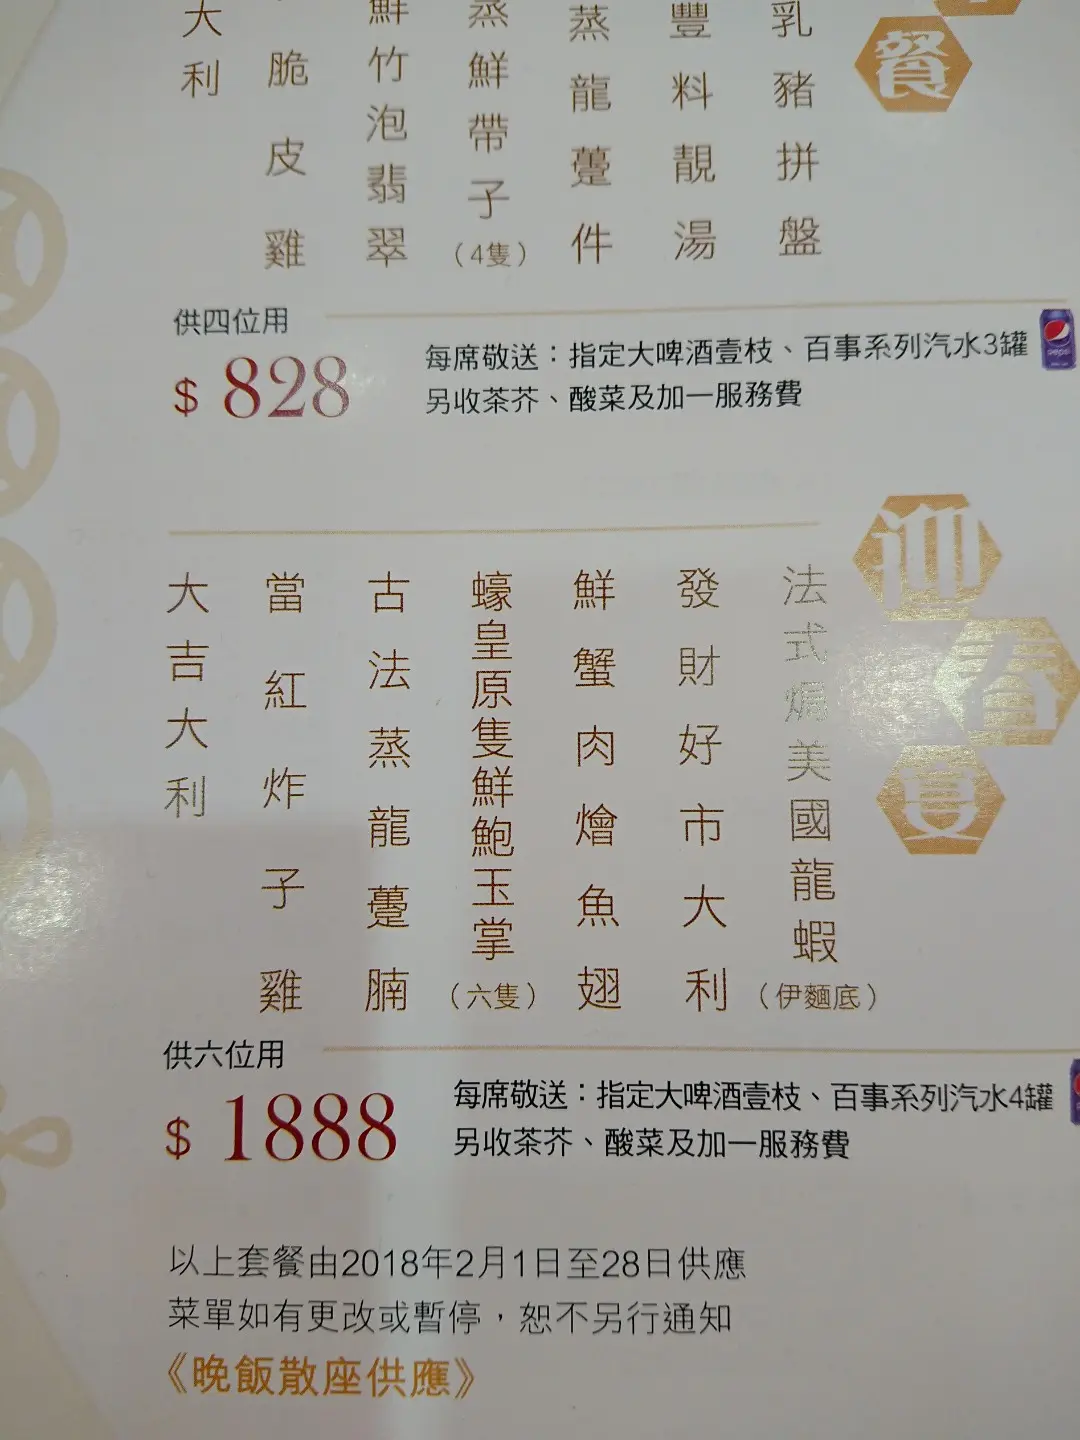 餐
乳豬拼盤
豐料靚湯
蒸龍躉件
蒸鮮帶子
(4隻)
鮮竹泡翡翠
脆皮雞
大利
供四位用
$ 828
每席敬送：指定大啤酒壹枝、百事系列汽水3罐
另收茶芥、酸菜及加一服務費
pepsi
迎春宴
法式焗美國龍蝦
(伊麵底)
發財好市大利
鮮蟹肉燴魚翅
蠔皇原隻鮮鮑玉掌
(六隻)
古法蒸龍躉腩
當紅炸子雞
大吉大利
供六位用
$ 1888
每席敬送：指定大啤酒壹枝、百事系列汽水4罐
另收茶芥、酸菜及加一服務費
以上套餐由2018年2月1日至28日供應
菜單如有更改或暫停，恕不另行通知
《晚飯散座供應》